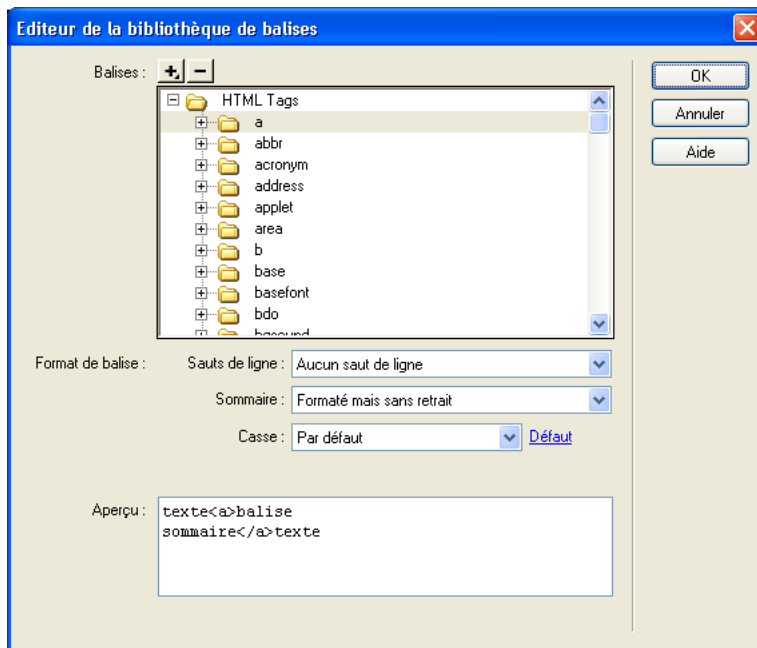 Editeur de la bibliothèque de balises
Balises :
HTML Tags
a
abbr
acronym
address
applet
area
b
base
basefont
bdo
bgsound
OK
Annuler
Aide
Format de balise :
Sauts de ligne : Aucun saut de ligne
Sommaire : Formaté mais sans retrait
Casse : Par défaut Défaut
Aperçu :
texte<a>balise
sommaire</a>texte